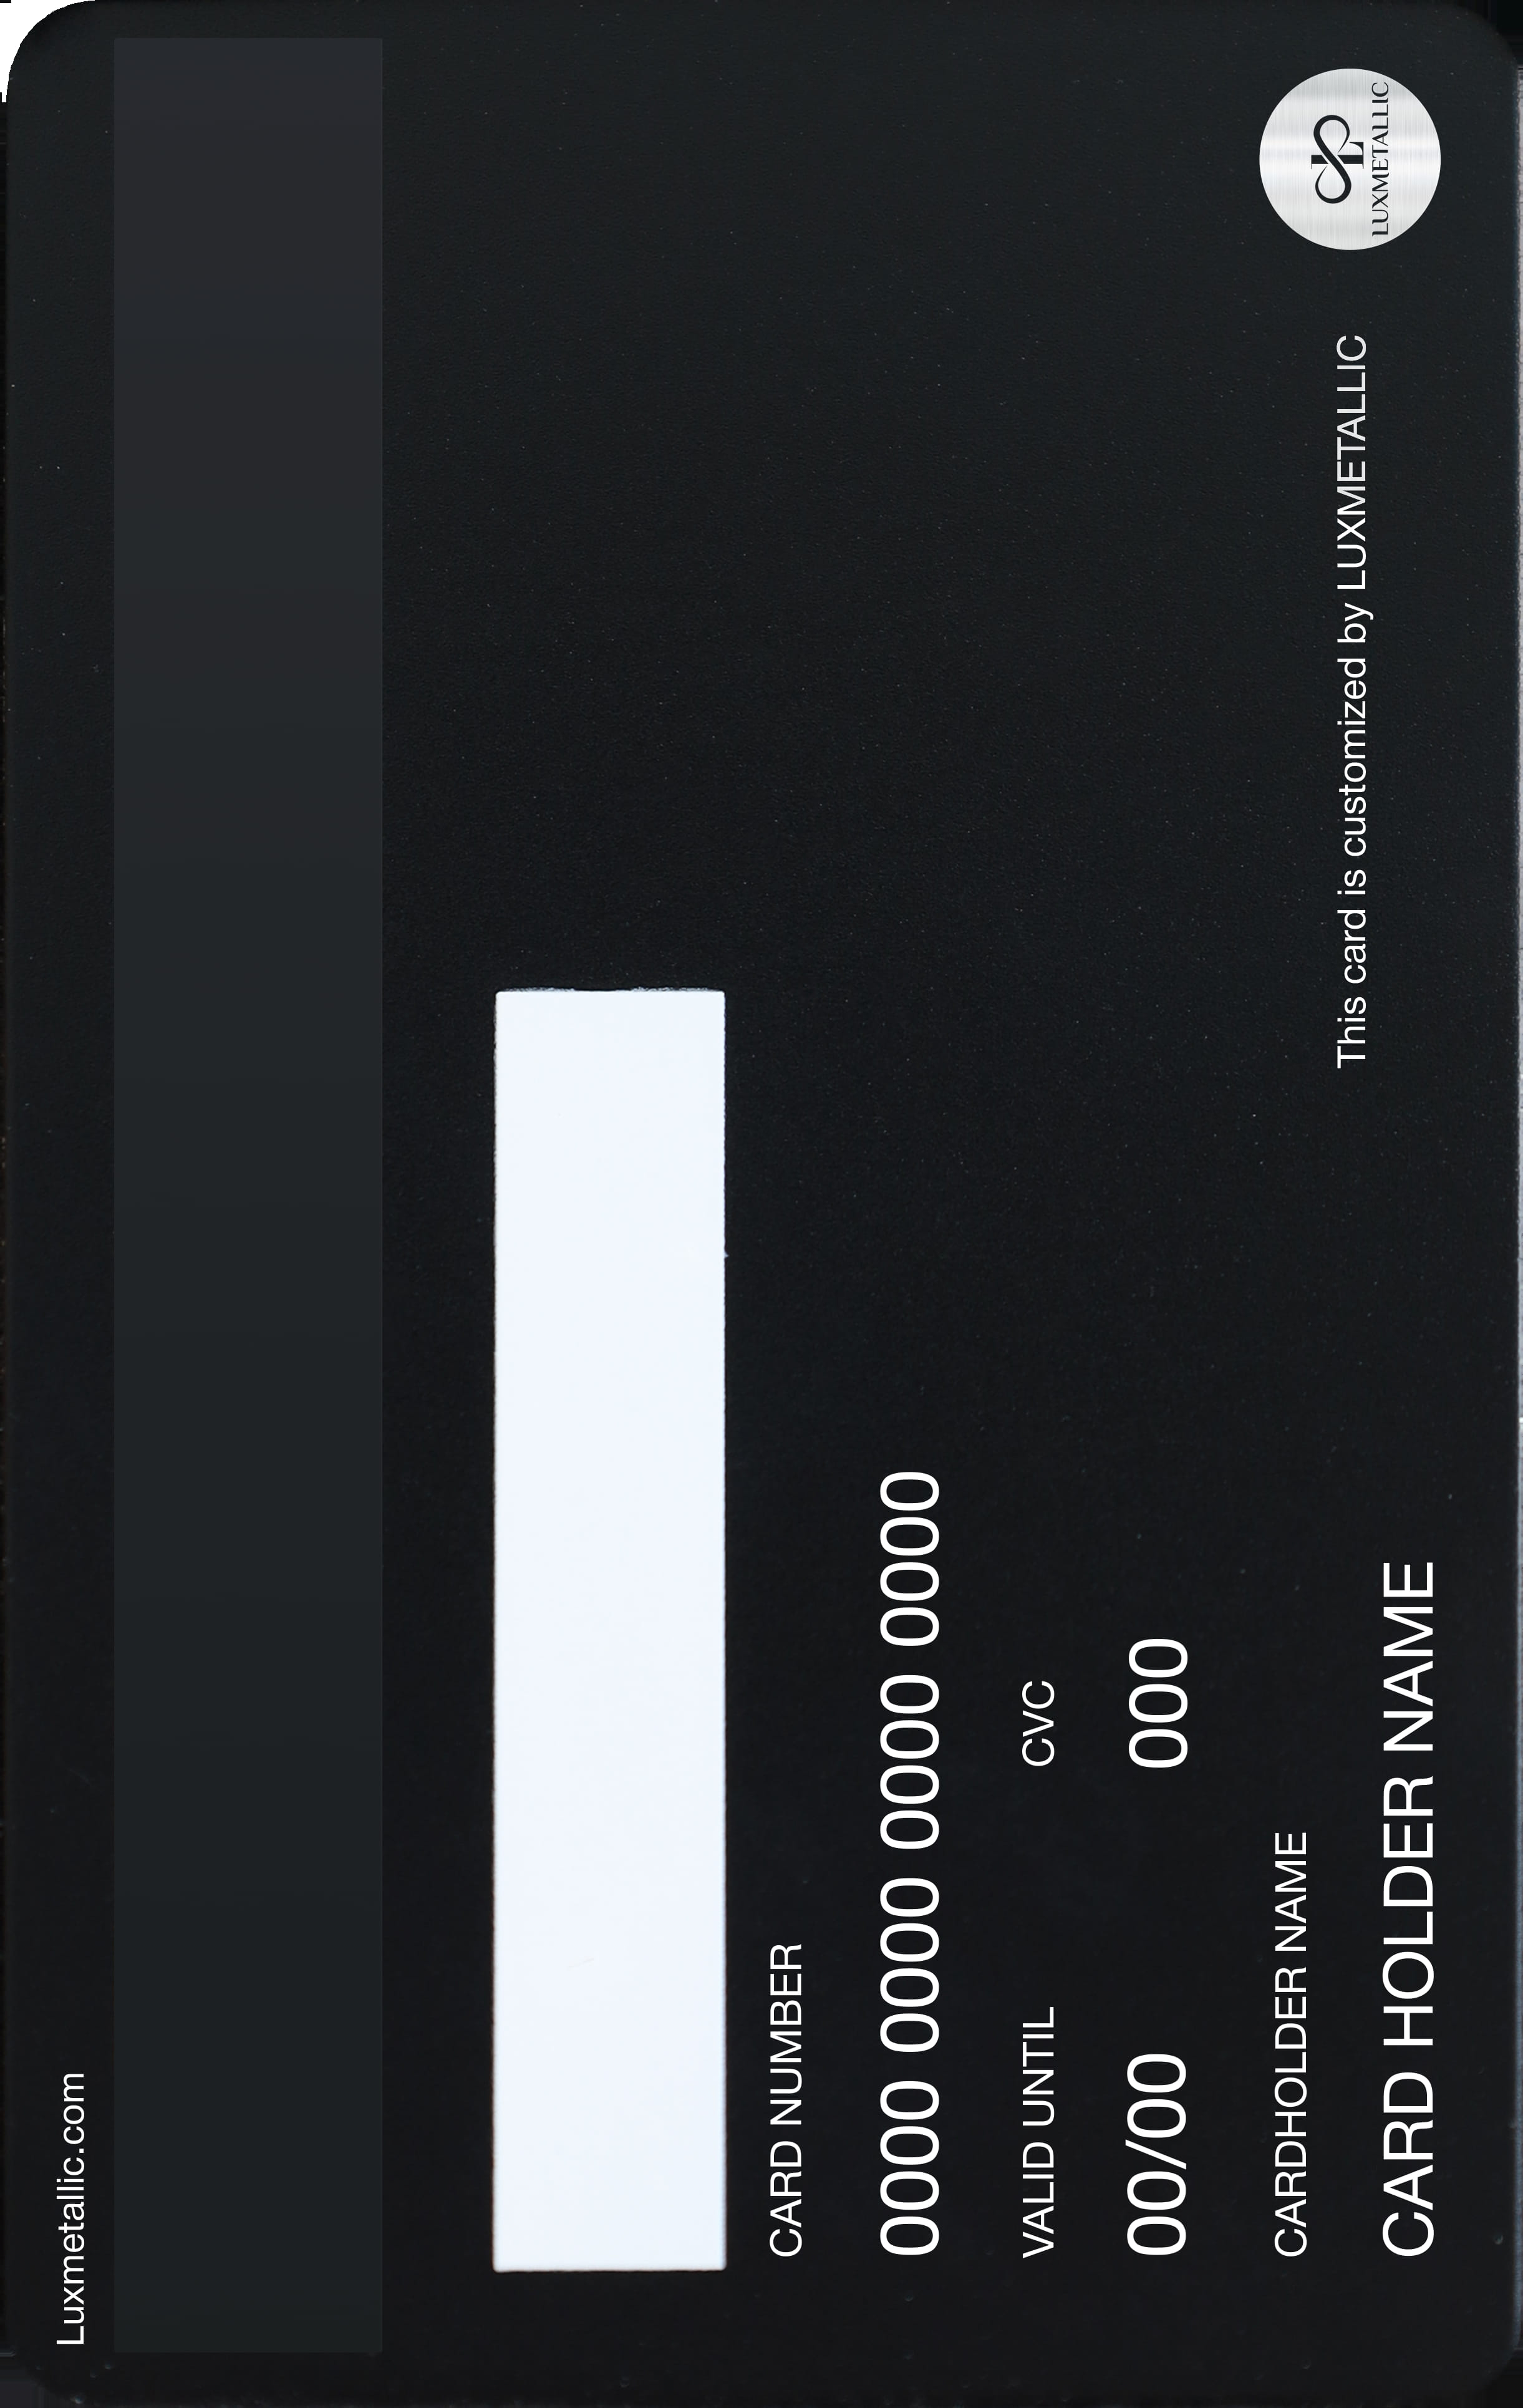 Luxmetallic.com
CARD NUMBER
0000 0000 0000 0000
VALID UNTIL CVC
00/00 000
CARDHOLDER NAME
CARD HOLDER NAME
This card is customized by LUXMETALLIC
LUXMETALLIC